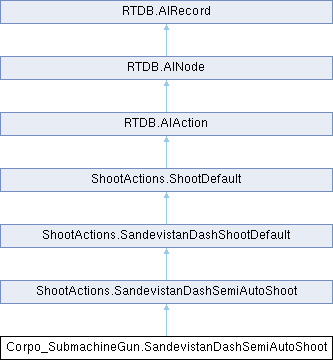 RTDB.AIRecord
RTDB.AINode
RTDB.AIAction
ShootActions.ShootDefault
ShootActions.SandevistanDashShootDefault
ShootActions.SandevistanDashSemiAutoShoot
Corpo_SubmachineGun.SandevistanDashSemiAutoShoot